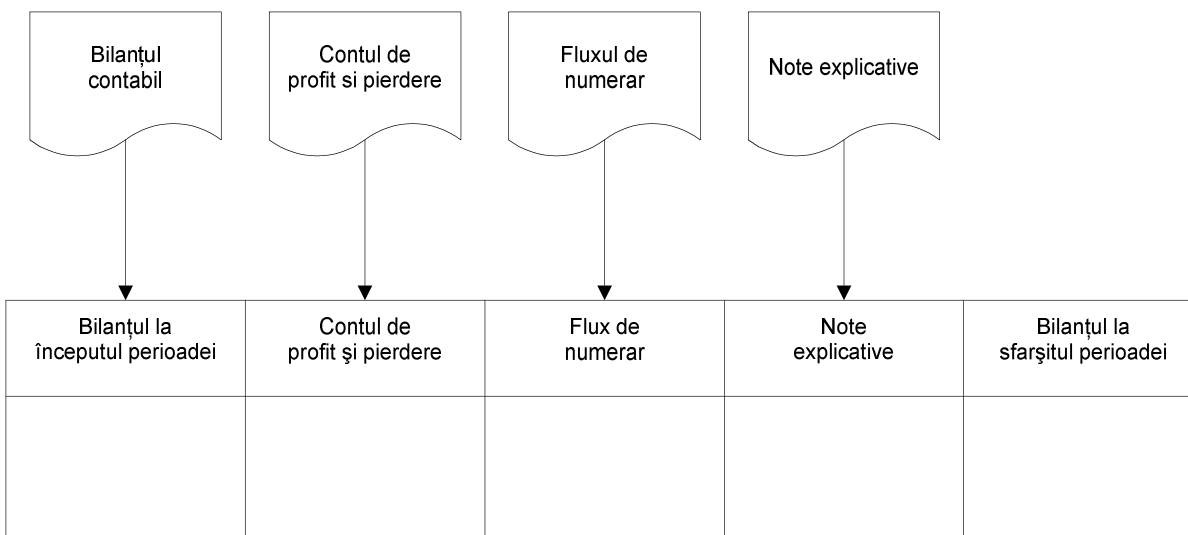 Bilanțul
contabil
Contul de
profit si pierdere
Fluxul de
numerar
Note explicative
Bilanțul la
începutul perioadei
Contul de
profit şi pierdere
Flux de
numerar
Note
explicative
Bilanțul la
sfarşitul perioadei